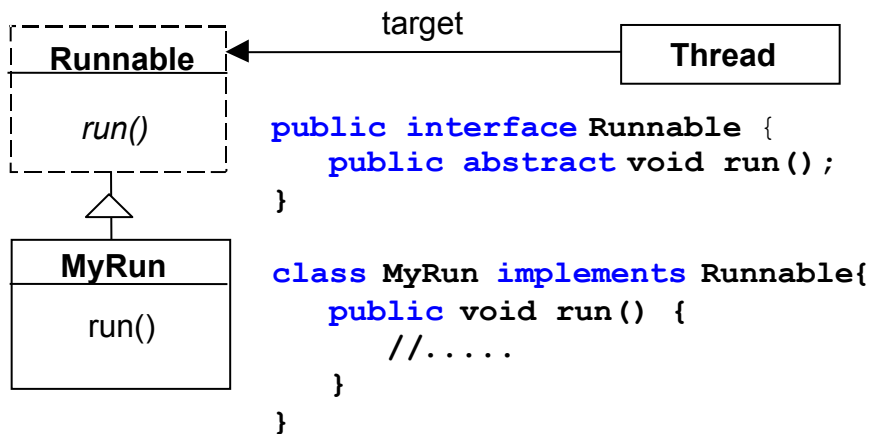 target
Runnable
Thread
run()
public interface Runnable {
public abstract void run();
}
MyRun
run()
class MyRun implements Runnable{
public void run() {
//.....
}
}